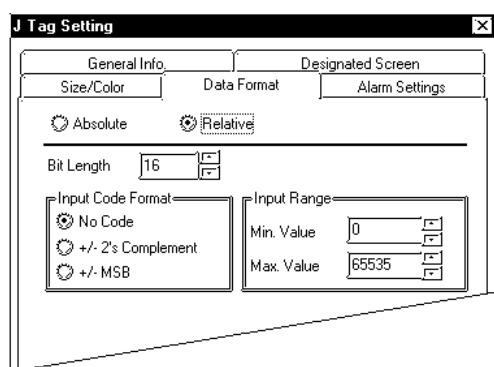 J Tag Setting
General Info.
Designated Screen
Size/Color
Data Format
Alarm Settings
Absolute
Relative
Bit Length 16
Input Code Format
No Code
+/- 2's Complement
+/- MSB
Input Range
Min. Value 0
Max. Value 65535